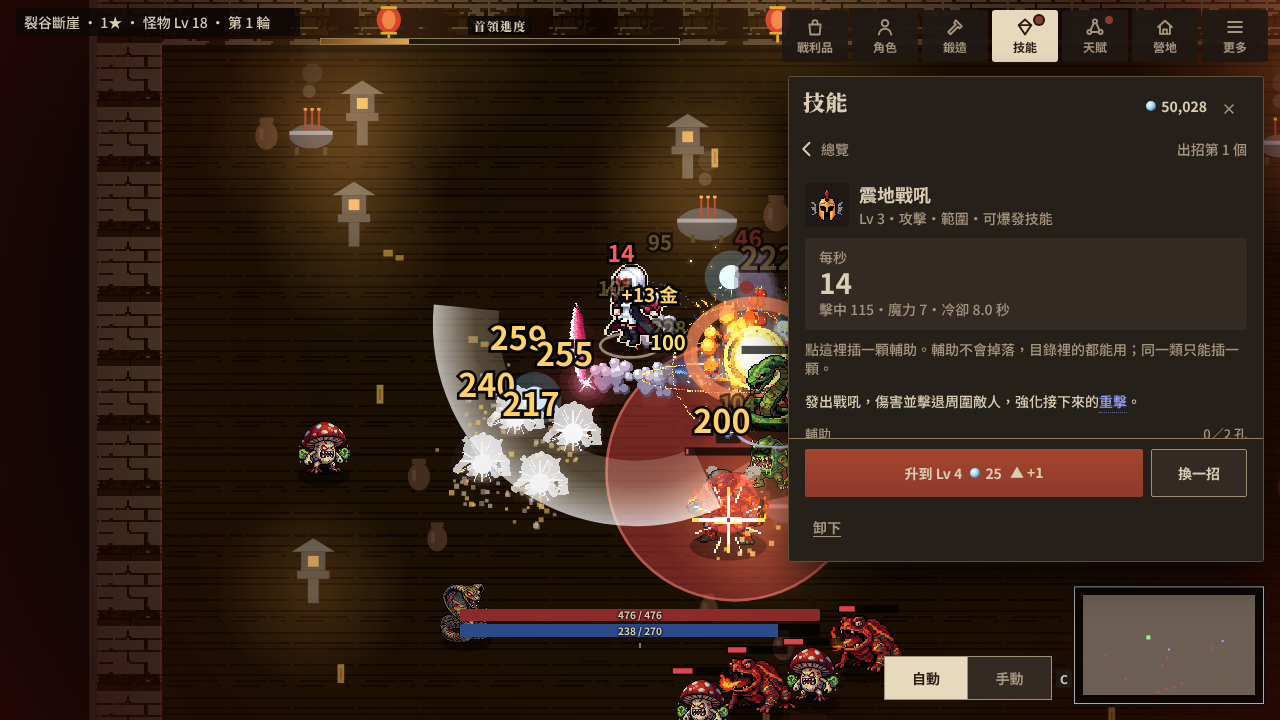 裂谷斷崖 · 1★ · 怪物 Lv 18 · 第 1 輪
首領進度
戰利品
角色
鍛造
技能
天賦
營地
更多
技能
50,028
總覽
出招第 1 個
震地戰吼
Lv 3・攻擊・範圍・可爆發技能
每秒
14
擊中 115・魔力 7・冷卻 8.0 秒
點這裡插一顆輔助。輔助不會掉落，目錄裡的都能用；同一顆只能插一
顆。
發出戰吼，傷害並擊退周圍敵人，強化接下來的重擊。
輔助
0／2 孔
升到 Lv 4 25 ▲+1
換一招
卸下
14
95
46
222
+13 金
100
259
255
240
217
200
476 / 476
238 / 270
自動
手動
C